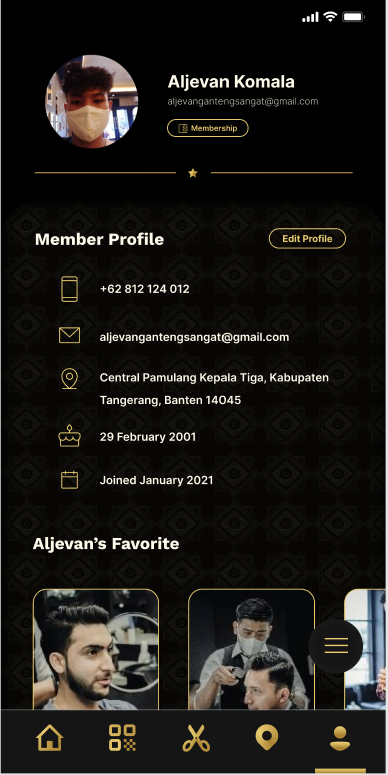 Aljevan Komala
aljevangantengsangat@gmail.com
Membership
Member Profile
Edit Profile
+62 812 124 012
aljevangantengsangat@gmail.com
Central Pamulang Kepala Tiga, Kabupaten
Tangerang, Banten 14045
29 February 2001
Joined January 2021
Aljevan’s Favorite